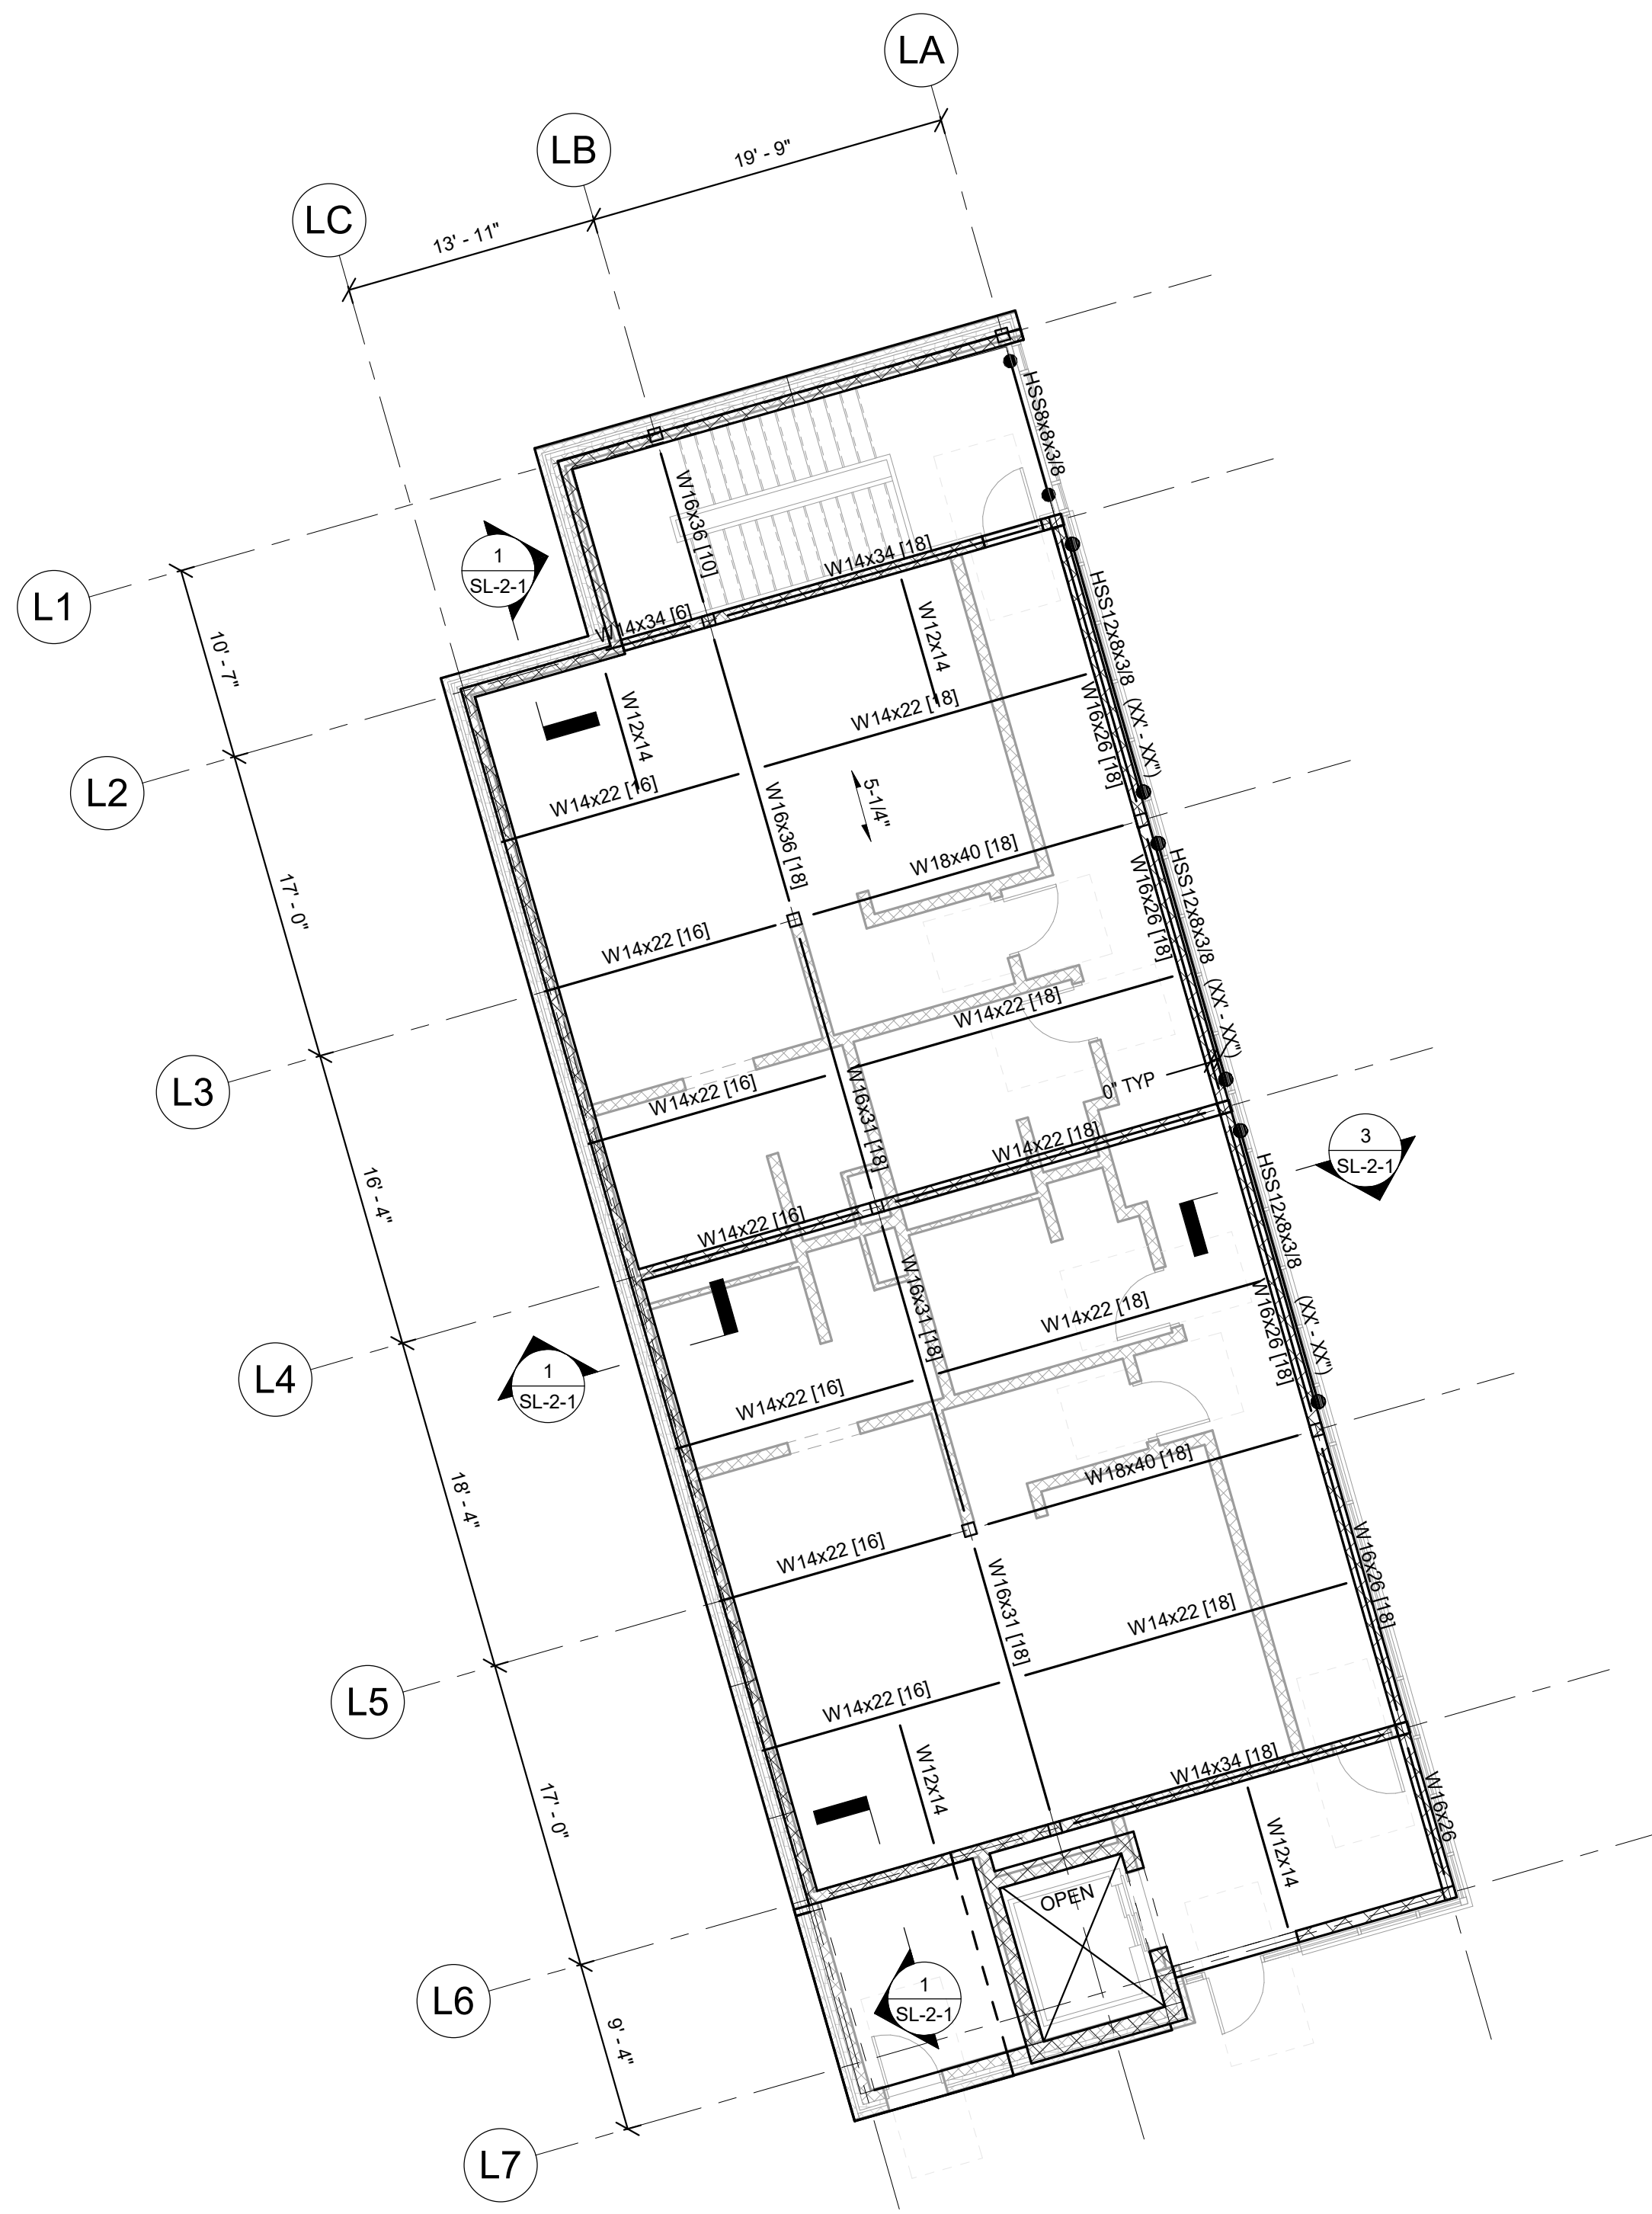 LA
LB
LC
19' - 9"
13' - 11"
L1
L2
L3
L4
L5
L6
L7
10' - 7"
17' - 0"
16' - 4"
18' - 4"
17' - 0"
9' - 4"
HSS8x8x3/8
W16x36 [10]
1
SL-2-1
W14x34 [18]
W14x34 [6]
W12x14
W12x14
HSS12x8x3/8 (XX' - XX")
W16x26 [18]
W14x22 [18]
W14x22 [16]
W16x36 [18]
5-1/4"
W18x40 [18]
W14x22 [16]
W16x26 [18]
HSS12x8x3/8 (XX' - XX")
W14x22 [18]
W14x22 [16]
W16x31 [18]
0" TYP
W14x22 [18]
W14x22 [16]
3
SL-2-1
HSS12x8x3/8 (XX' - XX")
W16x31 [18]
W14x22 [18]
W16x26 [18]
1
SL-2-1
W14x22 [16]
W18x40 [18]
W14x22 [16]
W16x31 [18]
W16x26 [18]
W14x22 [18]
W14x22 [16]
W12x14
W14x34 [18]
W16x26
W12x14
OPEN
1
SL-2-1